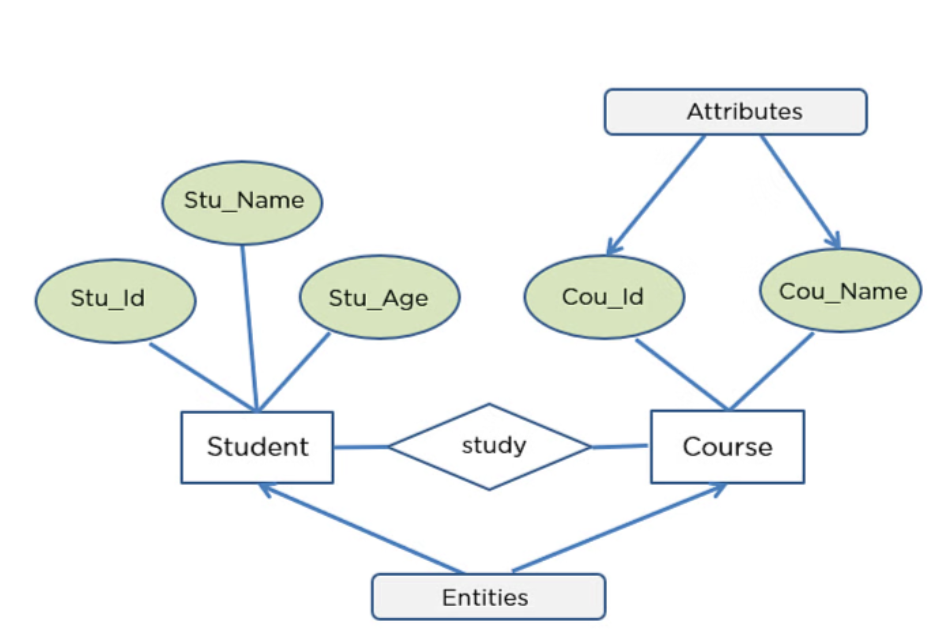 Attributes
Stu_Name
Stu_Id
Stu_Age
Cou_Id
Cou_Name
Student
study
Course
Entities